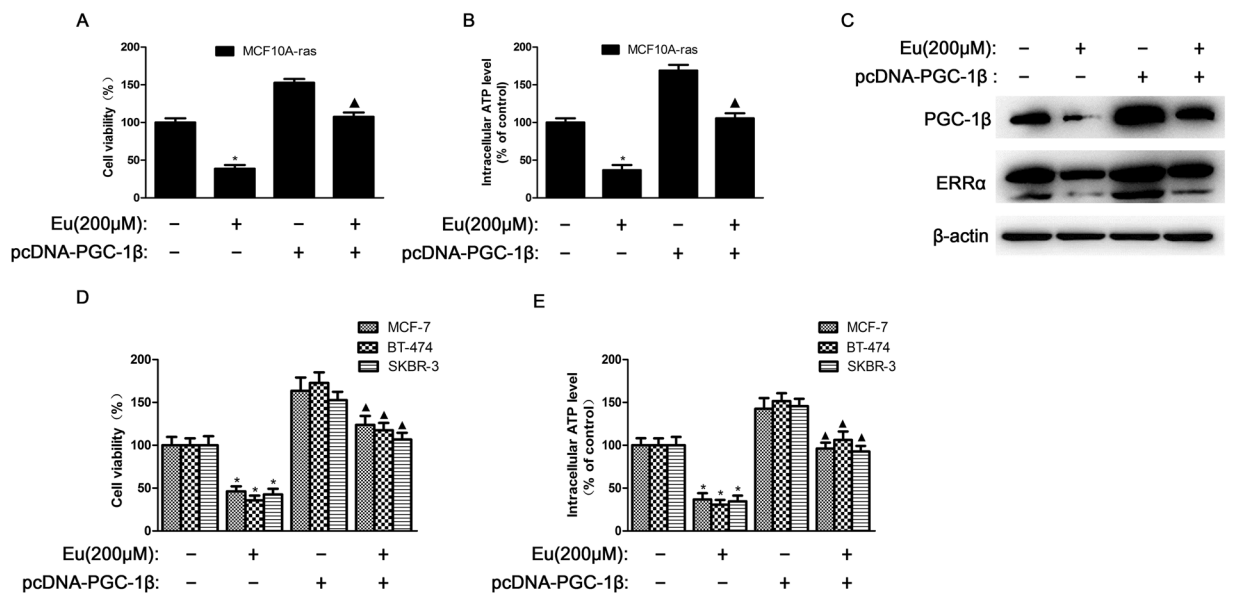 A
MCF10A-ras
Cell viability (%)
200
150
100
50
0
*
▲
Eu(200μM): − + − +
pcDNA-PGC-1β: − − + +
B
MCF10A-ras
Intracellular ATP level
(% of control)
200
150
100
50
0
*
▲
Eu(200μM): − + − +
pcDNA-PGC-1β: − − + +
C
Eu(200μM): − + − +
pcDNA-PGC-1β : − − + +
PGC-1β
ERRα
β-actin
D
MCF-7
BT-474
SKBR-3
Cell viability (%)
200
150
100
50
0
* * *
▲ ▲ ▲
Eu(200μM): − + − +
pcDNA-PGC-1β: − − + +
E
MCF-7
BT-474
SKBR-3
Intracellular ATP level
(% of control)
200
150
100
50
0
* * *
▲ ▲ ▲
Eu(200μM): − + − +
pcDNA-PGC-1β: − − + +